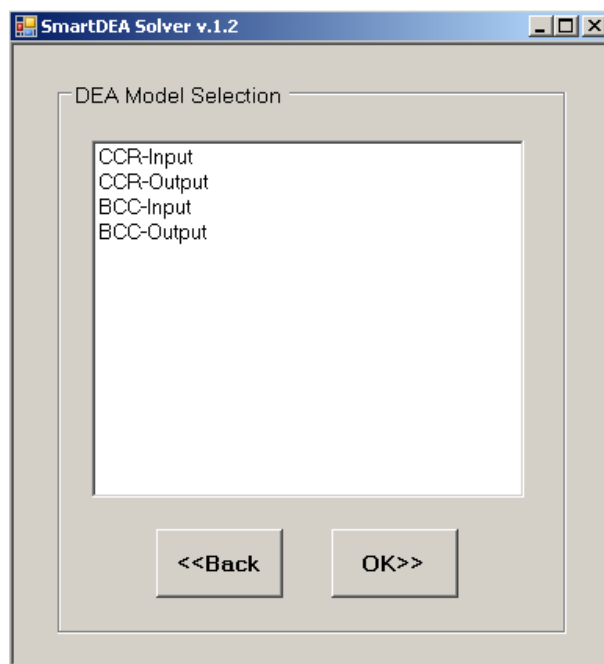 SmartDEA Solver v.1.2
DEA Model Selection
CCR-Input
CCR-Output
BCC-Input
BCC-Output
<<Back
OK>>